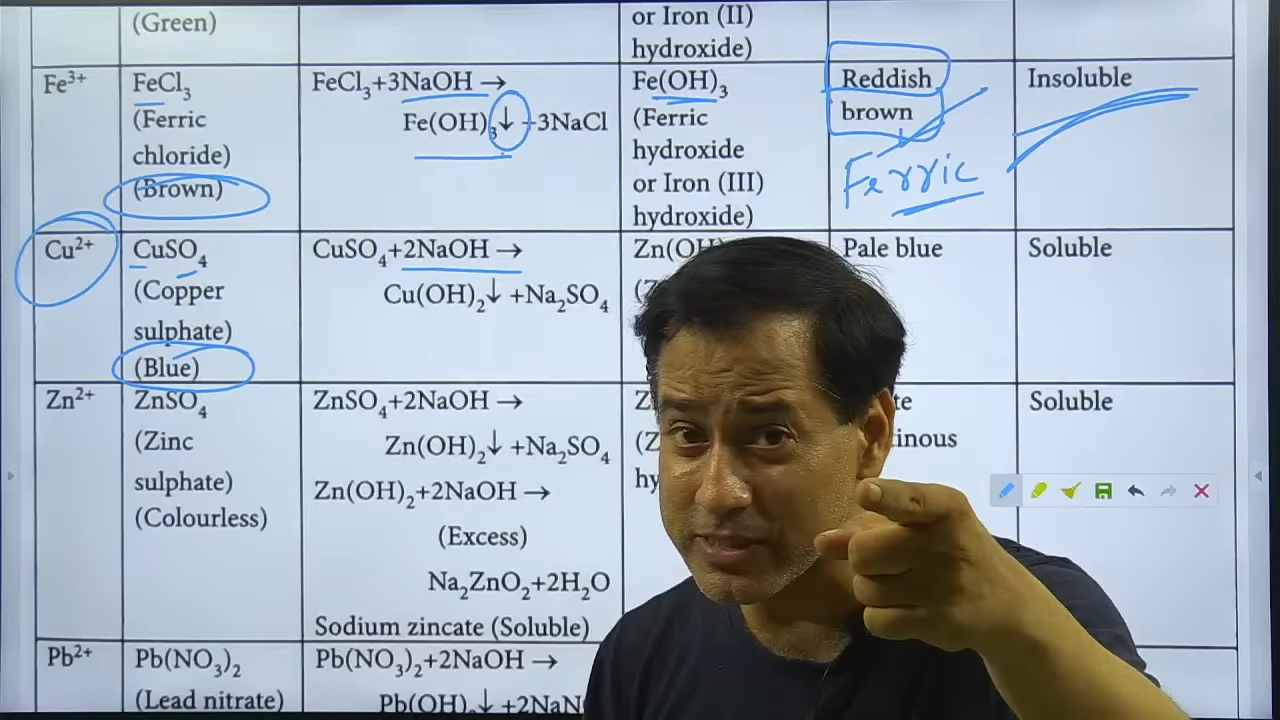 (Green)
or Iron (II)
hydroxide)
Fe³⁺
FeCl₃
(Ferric
chloride)
(Brown)
FeCl₃+3NaOH →
Fe(OH)₃↓ +3NaCl
Fe(OH)₃
(Ferric
hydroxide
or Iron (III)
hydroxide)
Reddish
brown
Ferric
Insoluble
Cu²⁺
CuSO₄
(Copper
sulphate)
(Blue)
CuSO₄+2NaOH →
Cu(OH)₂↓ +Na₂SO₄
Pale blue
Soluble
Zn²⁺
ZnSO₄
(Zinc
sulphate)
(Colourless)
ZnSO₄+2NaOH →
Zn(OH)₂↓ +Na₂SO₄
Zn(OH)₂+2NaOH →
(Excess)
Na₂ZnO₂+2H₂O
Sodium zincate (Soluble)
Soluble
Pb²⁺
Pb(NO₃)₂
(Lead nitrate)
Pb(NO₃)₂+2NaOH →